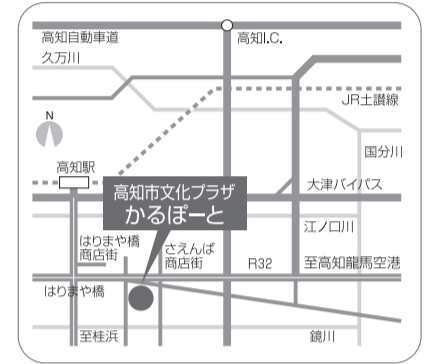 高知自動車道
高知I.C.
久万川
JR土讃線
N
国分川
高知駅
大津バイパス
高知市文化プラザ
かるぽーと
江ノ口川
はりまや橋
商店街
さえんば
商店街
R32
至高知龍馬空港
はりまや橋
至桂浜
鏡川